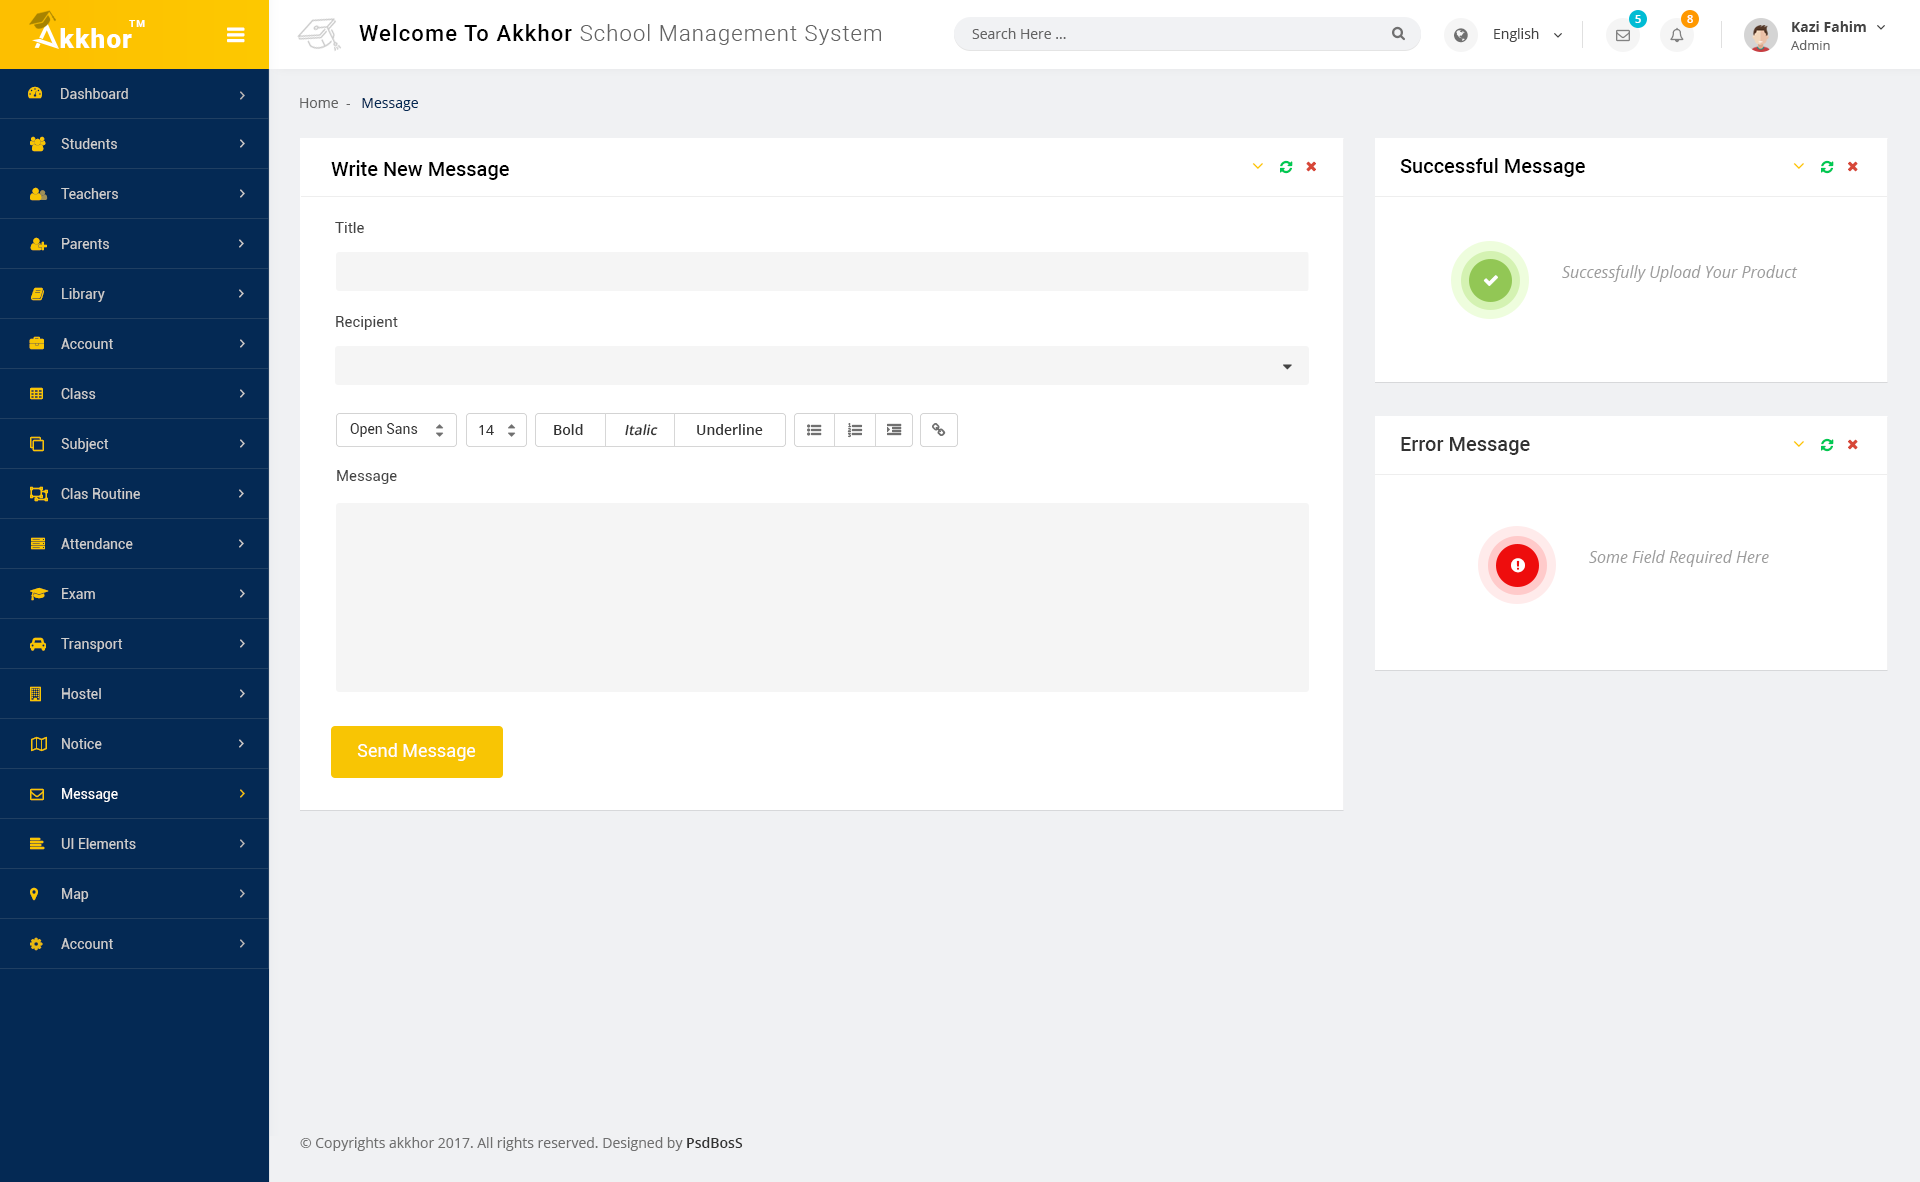 Akkhor™
Welcome To Akkhor School Management System
Search Here ...
English
5
8
Kazi Fahim
Admin
Dashboard
Students
Teachers
Parents
Library
Account
Class
Subject
Clas Routine
Attendance
Exam
Transport
Hostel
Notice
Message
UI Elements
Map
Account
Home - Message
Write New Message
Title
Recipient
Open Sans
14
Bold
Italic
Underline
Message
Send Message
Successful Message
Successfully Upload Your Product
Error Message
Some Field Required Here
© Copyrights akkhor 2017. All rights reserved. Designed by PsdBosS